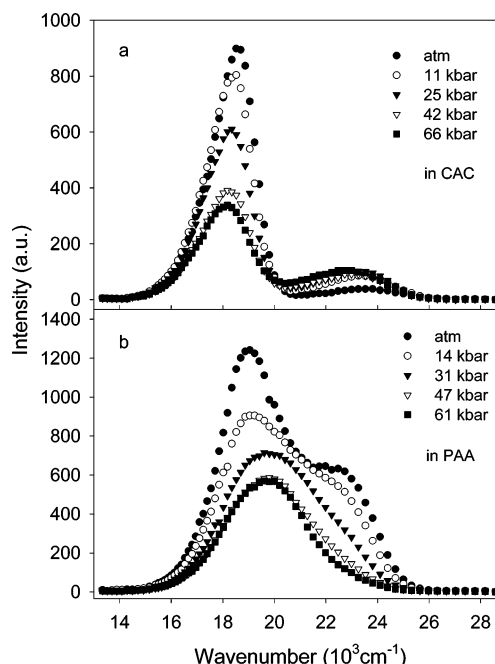 a
1000
800
600
400
200
0
atm
11 kbar
25 kbar
42 kbar
66 kbar
in CAC
Intensity (a.u.)
b
1400
1200
1000
800
600
400
200
0
atm
14 kbar
31 kbar
47 kbar
61 kbar
in PAA
14 16 18 20 22 24 26 28
Wavenumber (10³cm⁻¹)